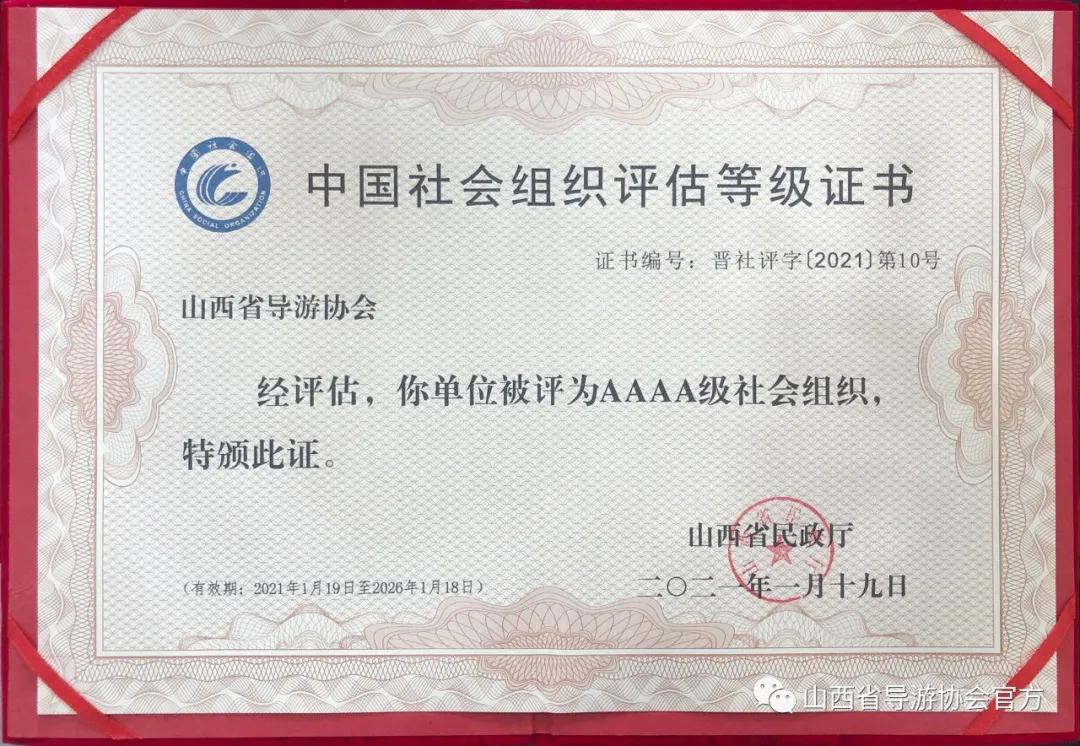 中国社会组织评估等级证书
CHINA SOCIAL ORGANIZATION
证书编号：晋社评字〔2021〕第10号
山西省导游协会
经评估，你单位被评为AAAA级社会组织，
特颁此证。
山西省民政厅
（有效期：2021年1月19日至2026年1月18日）
二〇二一年一月十九日
山西省导游协会官方